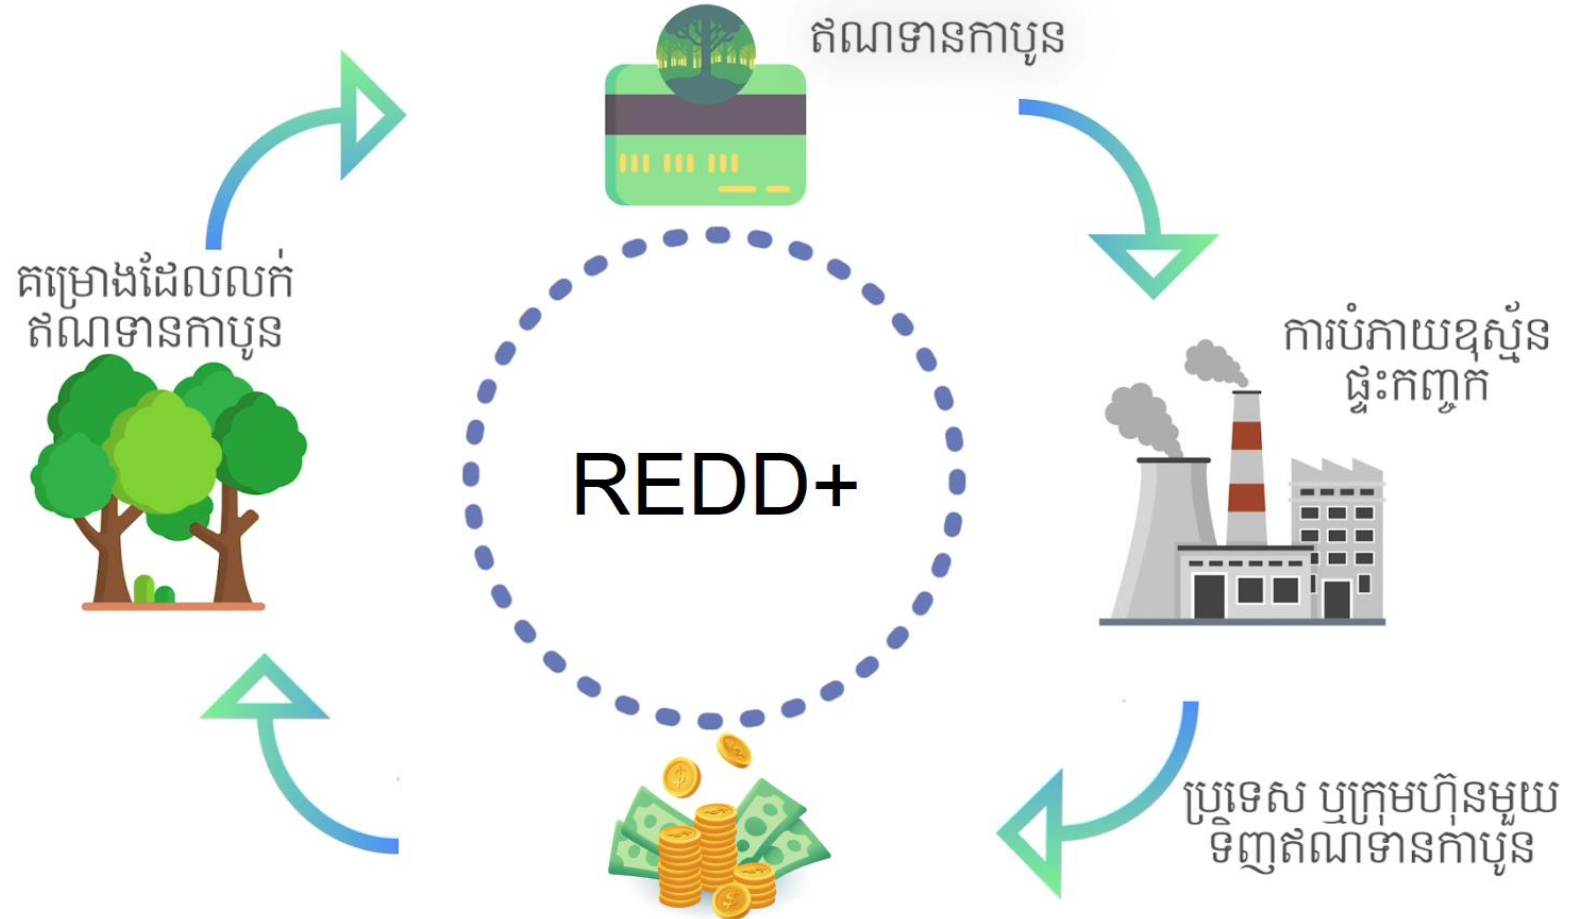 ឥណទានកាបូន
គម្រោងដែលលក់
ឥណទានកាបូន
ការបំភាយឧស្ម័ន
ផ្ទះកញ្ចក់
REDD+
ប្រទេស ឬក្រុមហ៊ុនមួយ
ទិញឥណទានកាបូន